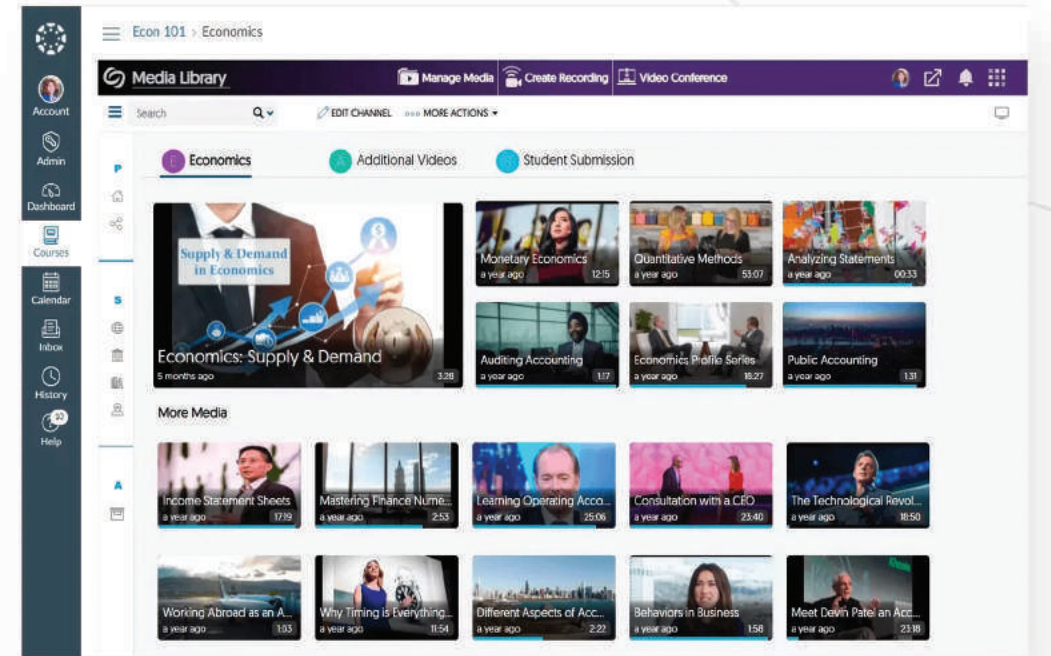 Econ 101 > Economics
Media Library
Manage Media
Create Recording
Video Conference
Account
Search
EDIT CHANNEL
MORE ACTIONS
Admin
P
E Economics
A Additional Videos
S Student Submission
Dashboard
Courses
Calendar
Inbox
History
10
Help
S
A
Supply & Demand
in Economics
Economics: Supply & Demand
5 months ago 3:28
Monetary Economics
a year ago 12:15
Quantitative Methods
a year ago 53:07
Analyzing Statements
a year ago 00:33
Auditing Accounting
a year ago 1:17
Economics Profile Series
a year ago 18:27
Public Accounting
a year ago 1:31
More Media
Income Statement Sheets
a year ago 17:19
Mastering Finance Nume...
a year ago 2:53
Learning Operating Acco...
a year ago 25:06
Consultation with a CEO
a year ago 23:40
The Technological Revol...
a year ago 18:50
Working Abroad as an A...
a year ago 1:03
Why Timing is Everything...
a year ago 11:54
Different Aspects of Acc...
a year ago 2:22
Behaviors in Business
a year ago 1:58
Meet Devin Patel an Acc...
a year ago 21:18